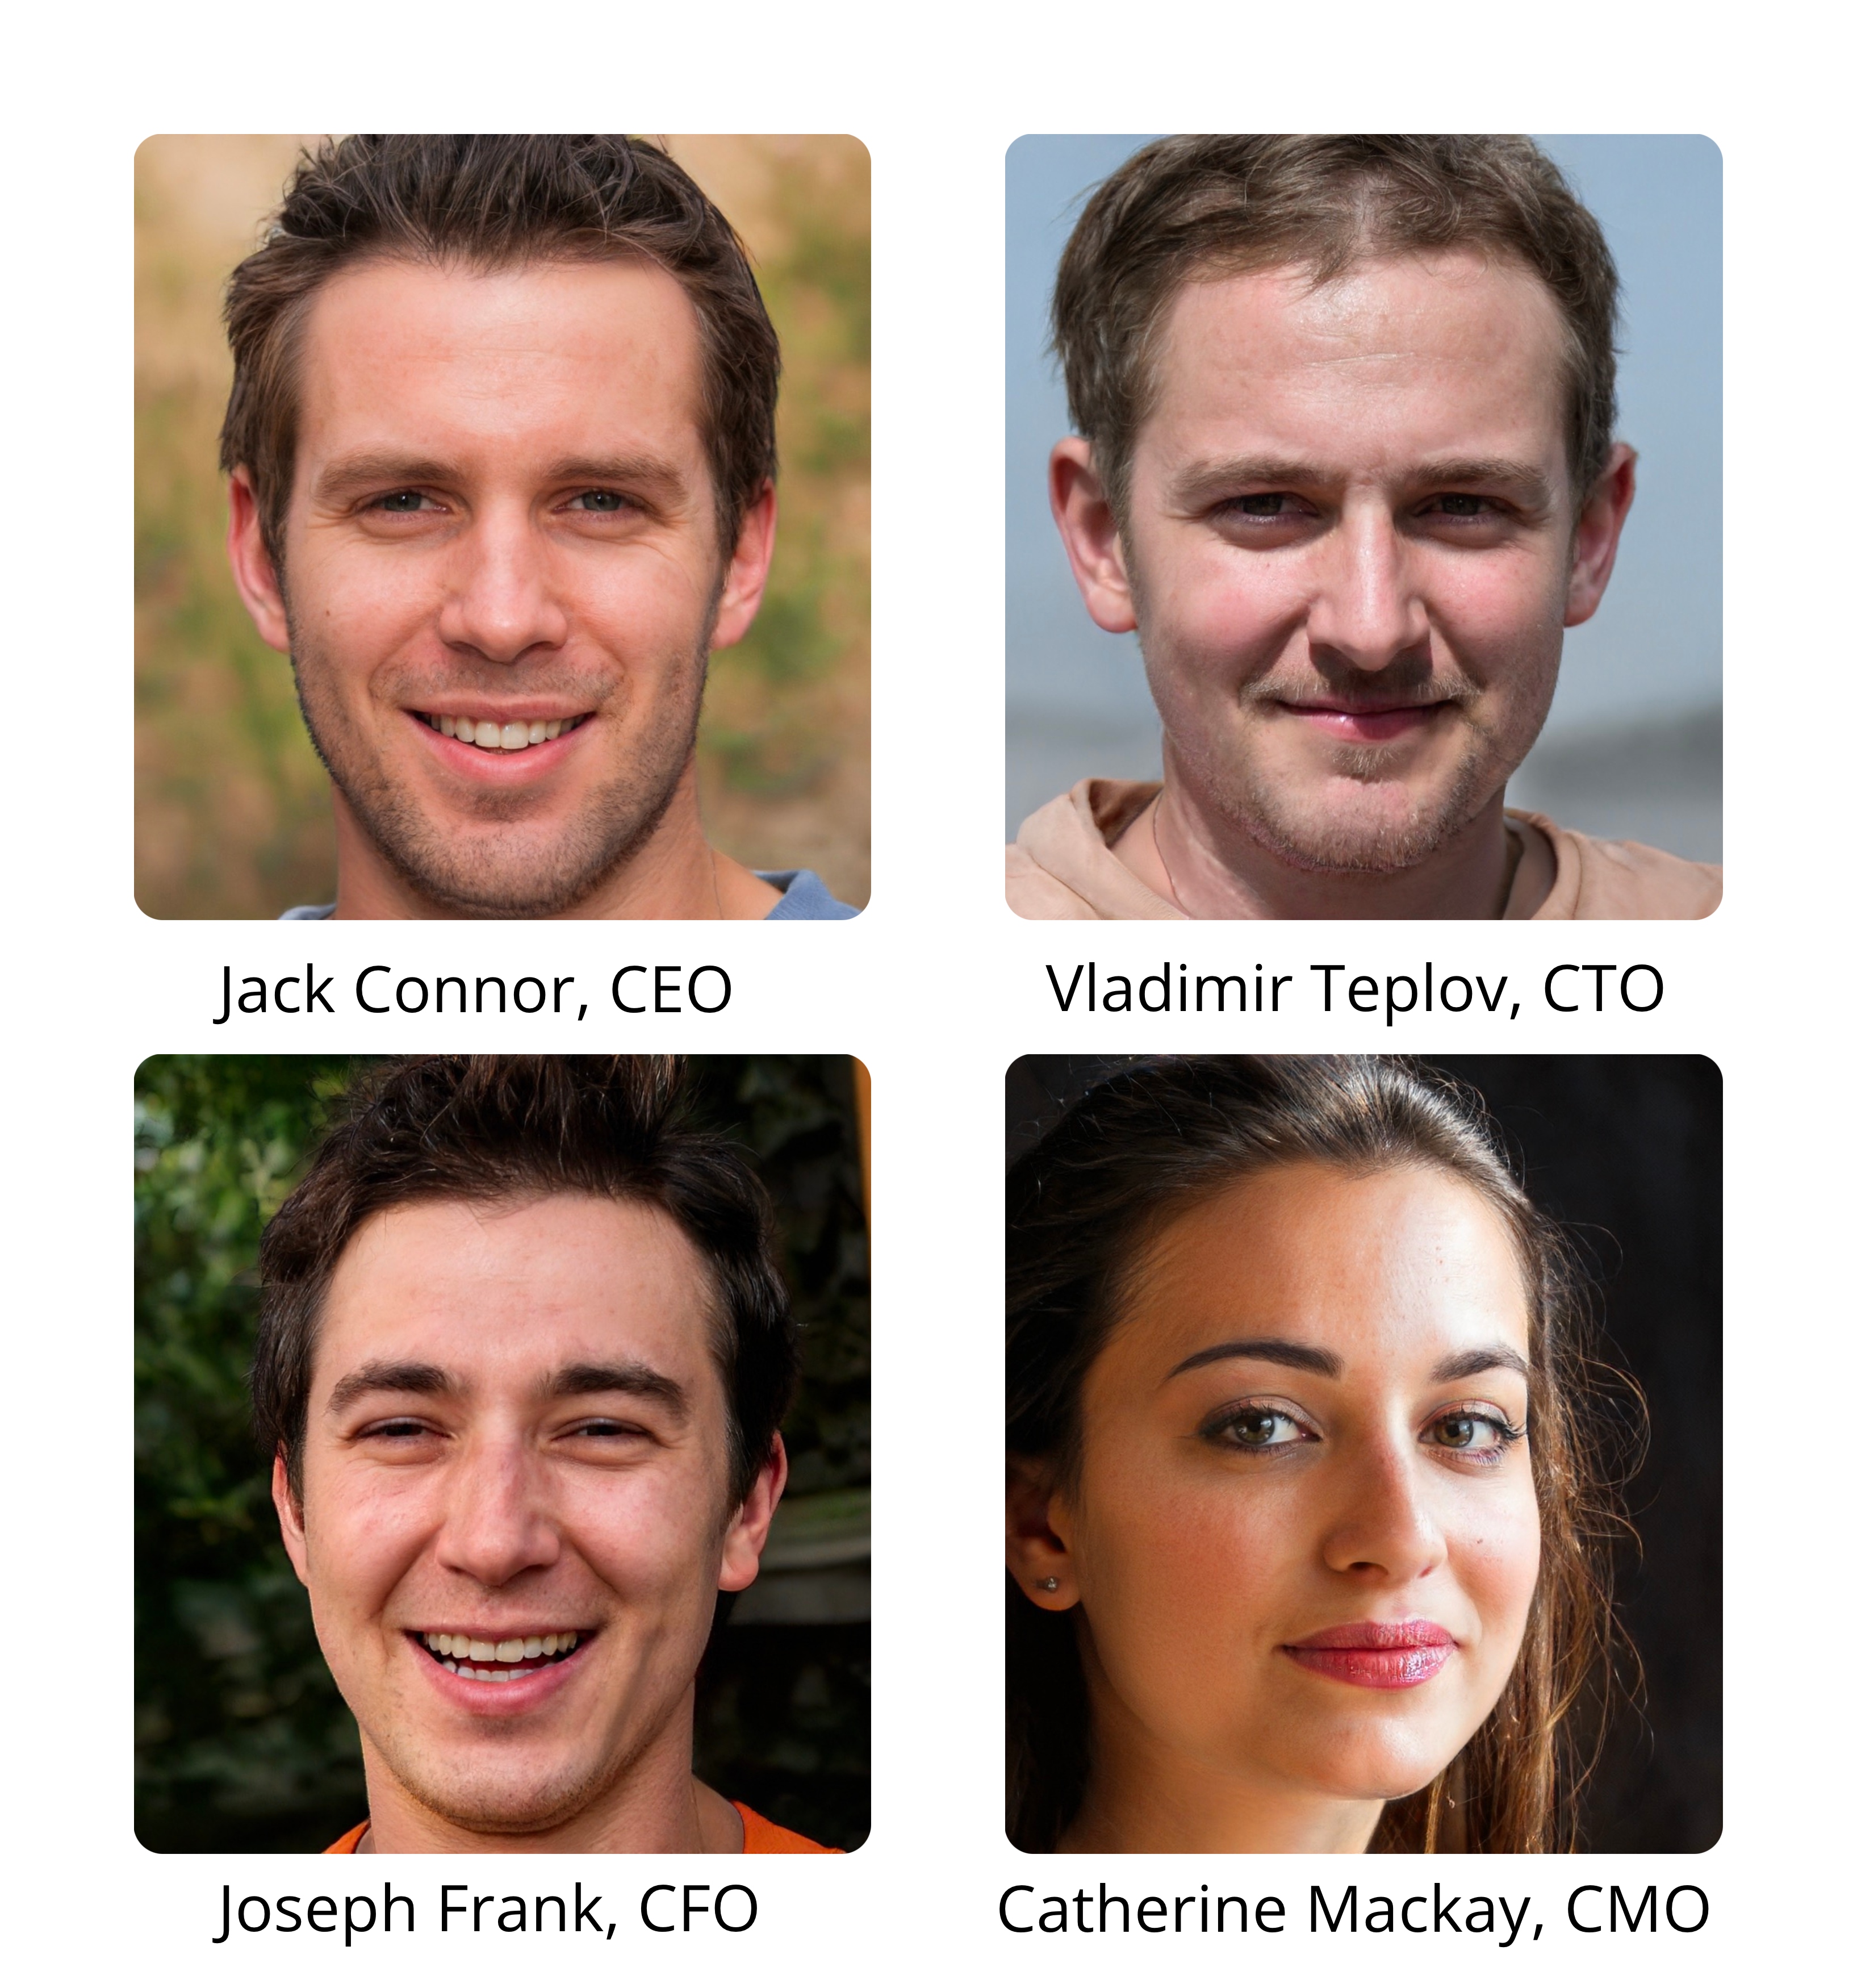 Jack Connor, CEO
Vladimir Teplov, CTO
Joseph Frank, CFO
Catherine Mackay, CMO